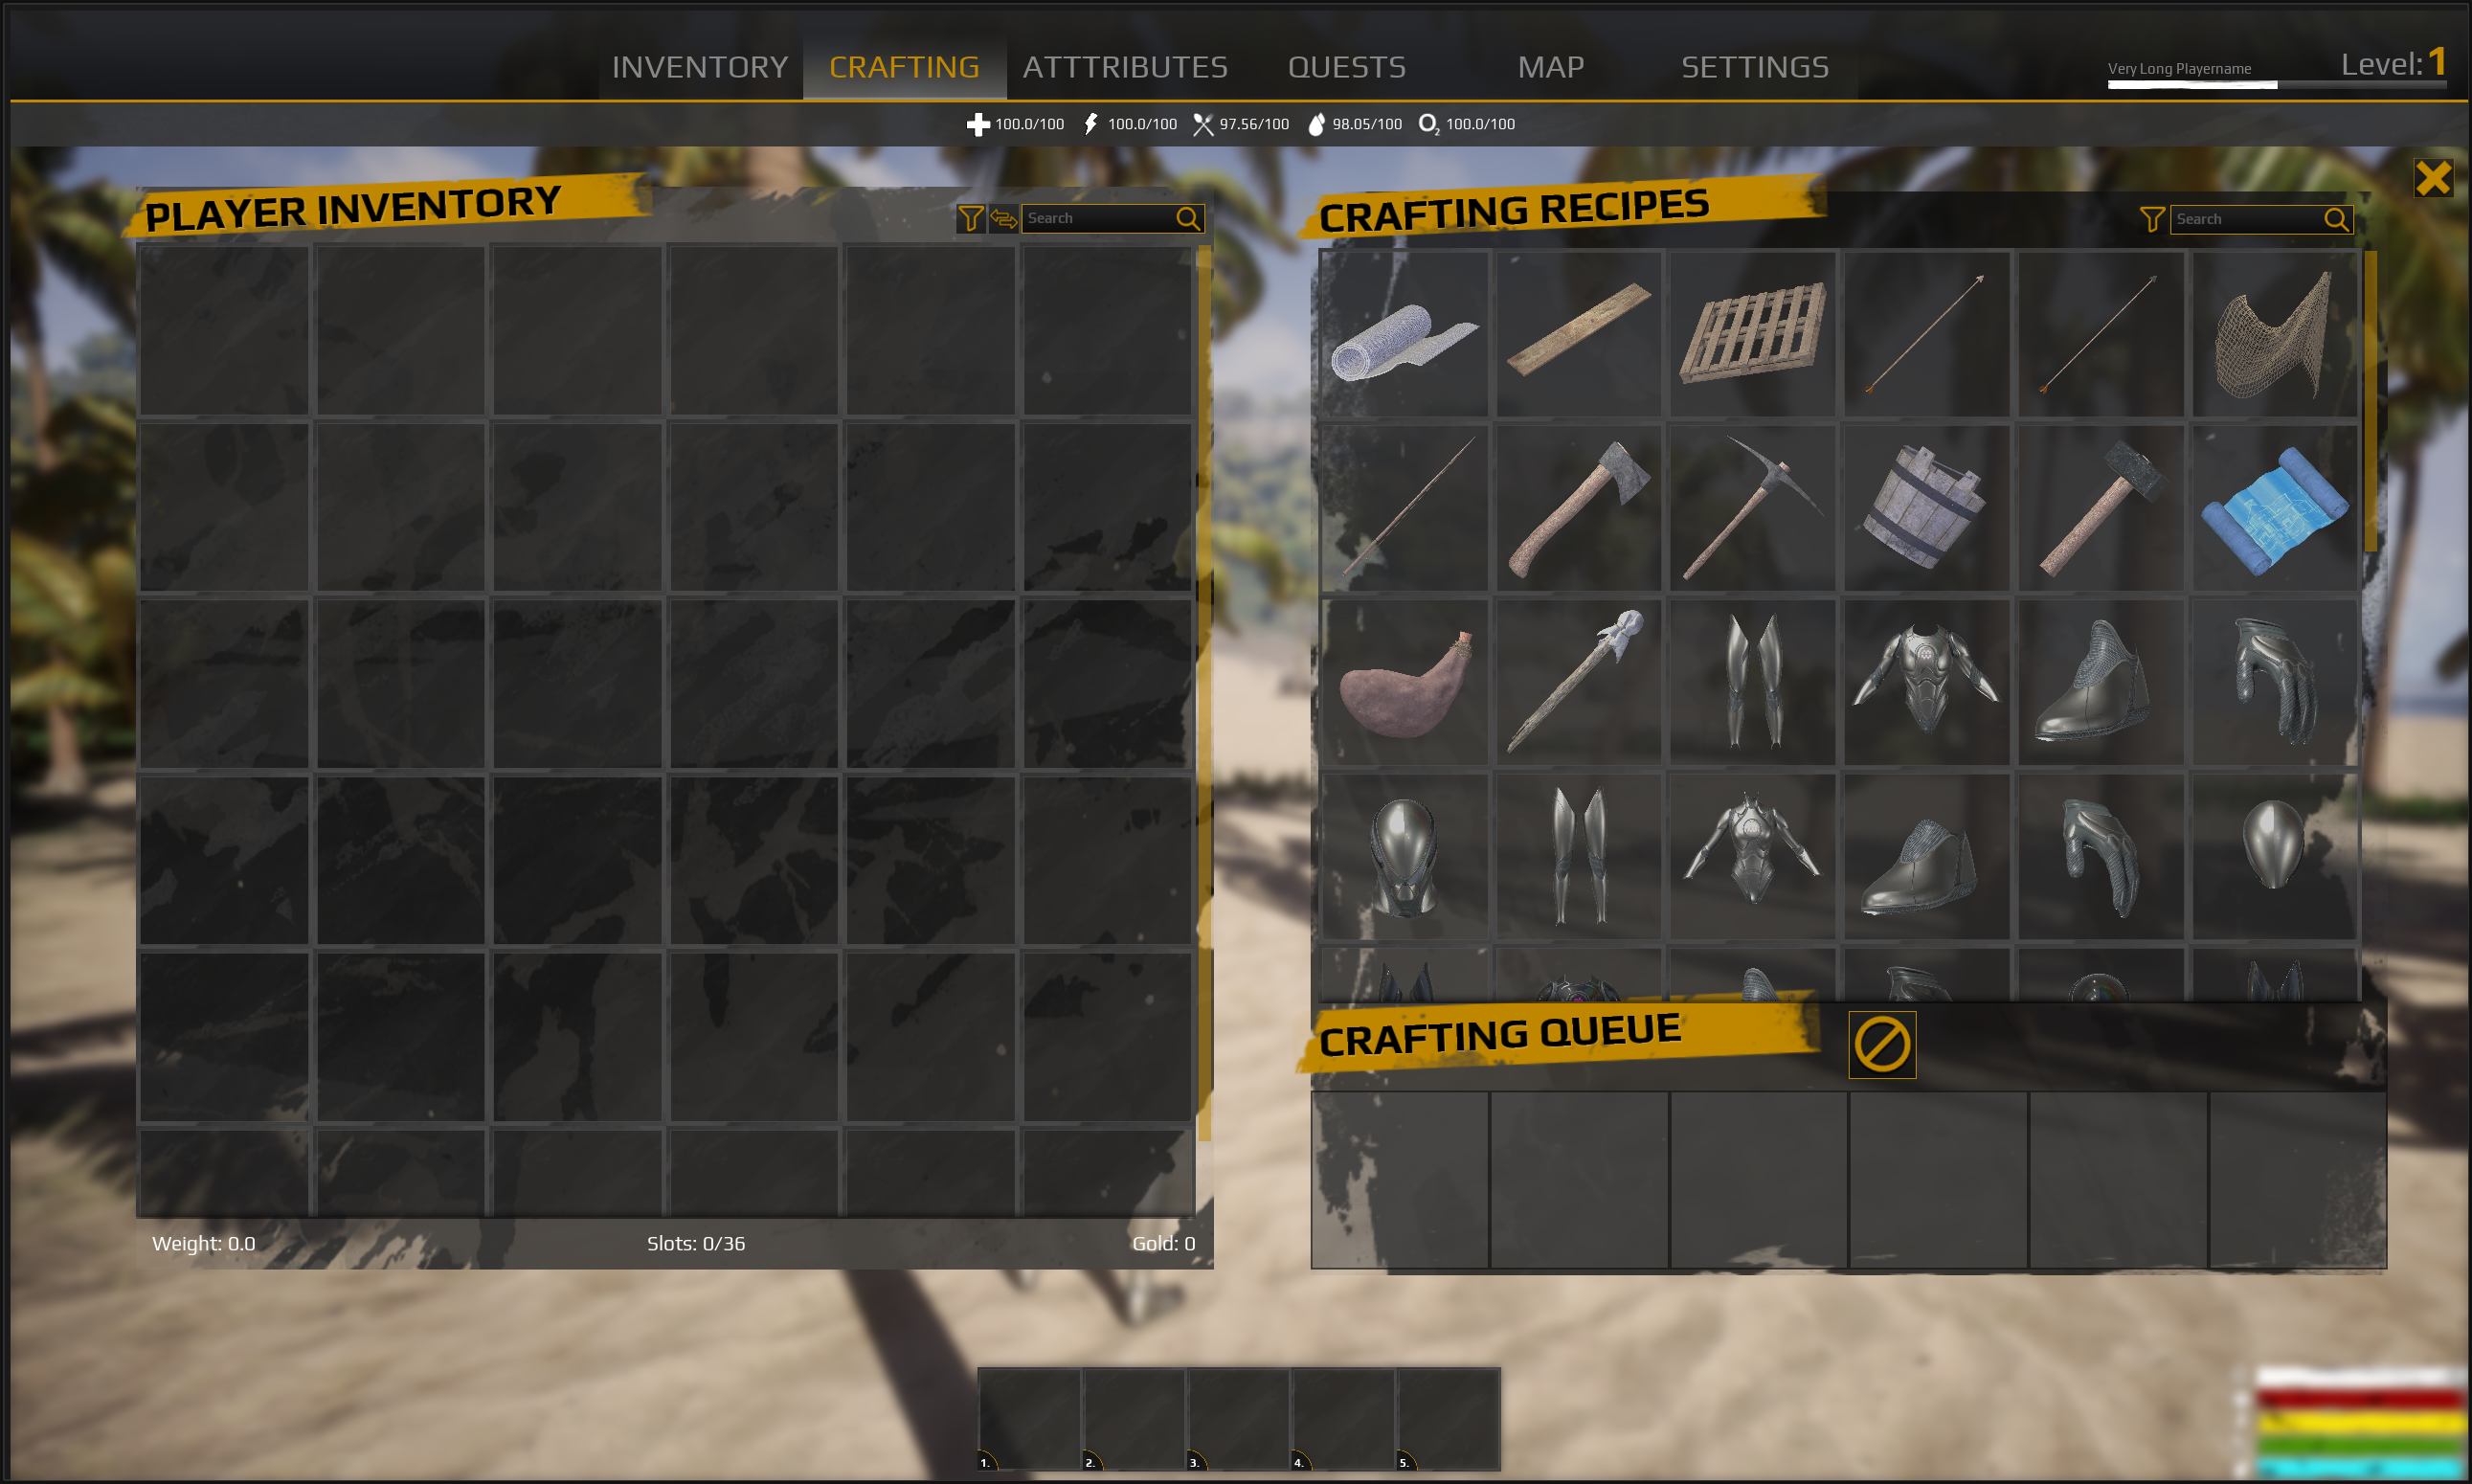 INVENTORY
CRAFTING
ATTTRIBUTES
QUESTS
MAP
SETTINGS
Very Long Playername
Level: 1
100.0/100
100.0/100
97.56/100
98.05/100
O2 100.0/100
PLAYER INVENTORY
Search
CRAFTING RECIPES
Search
CRAFTING QUEUE
Weight: 0.0
Slots: 0/36
Gold: 0
1.
2.
3.
4.
5.